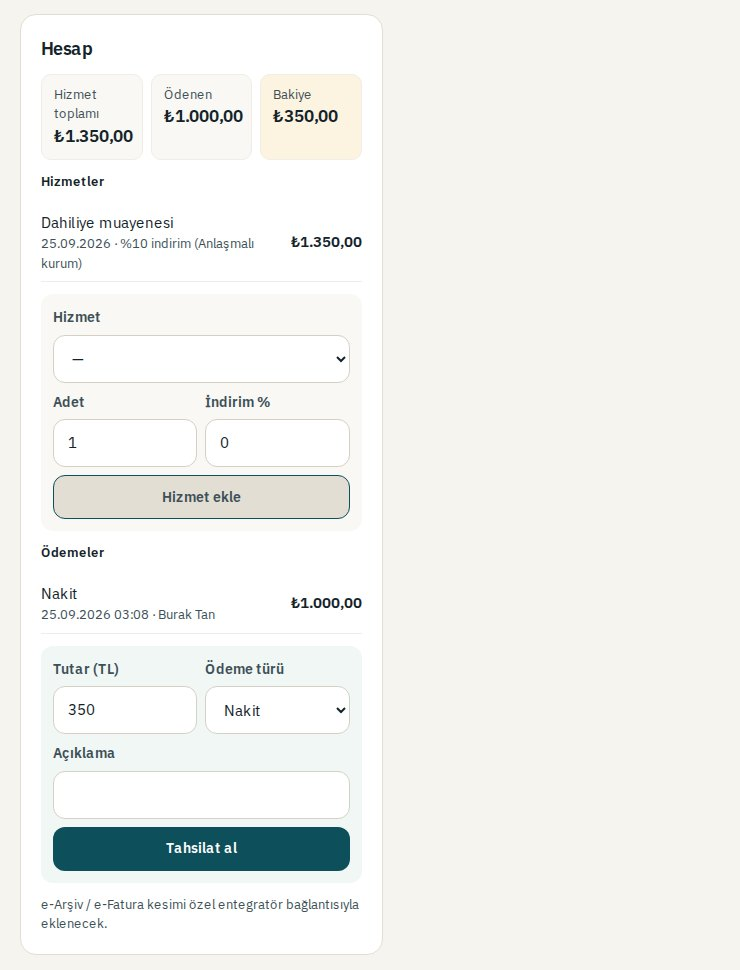 Hesap
Hizmet
toplamı
₺1.350,00
Ödenen
₺1.000,00
Bakiye
₺350,00
Hizmetler
Dahiliye muayenesi
25.09.2026 · %10 indirim (Anlaşmalı
kurum)
₺1.350,00
Hizmet
—
Adet
İndirim %
1
0
Hizmet ekle
Ödemeler
Nakit
25.09.2026 03:08 · Burak Tan
₺1.000,00
Tutar (TL)
Ödeme türü
350
Nakit
Açıklama
Tahsilat al
e-Arşiv / e-Fatura kesimi özel entegratör bağlantısıyla
eklenecek.